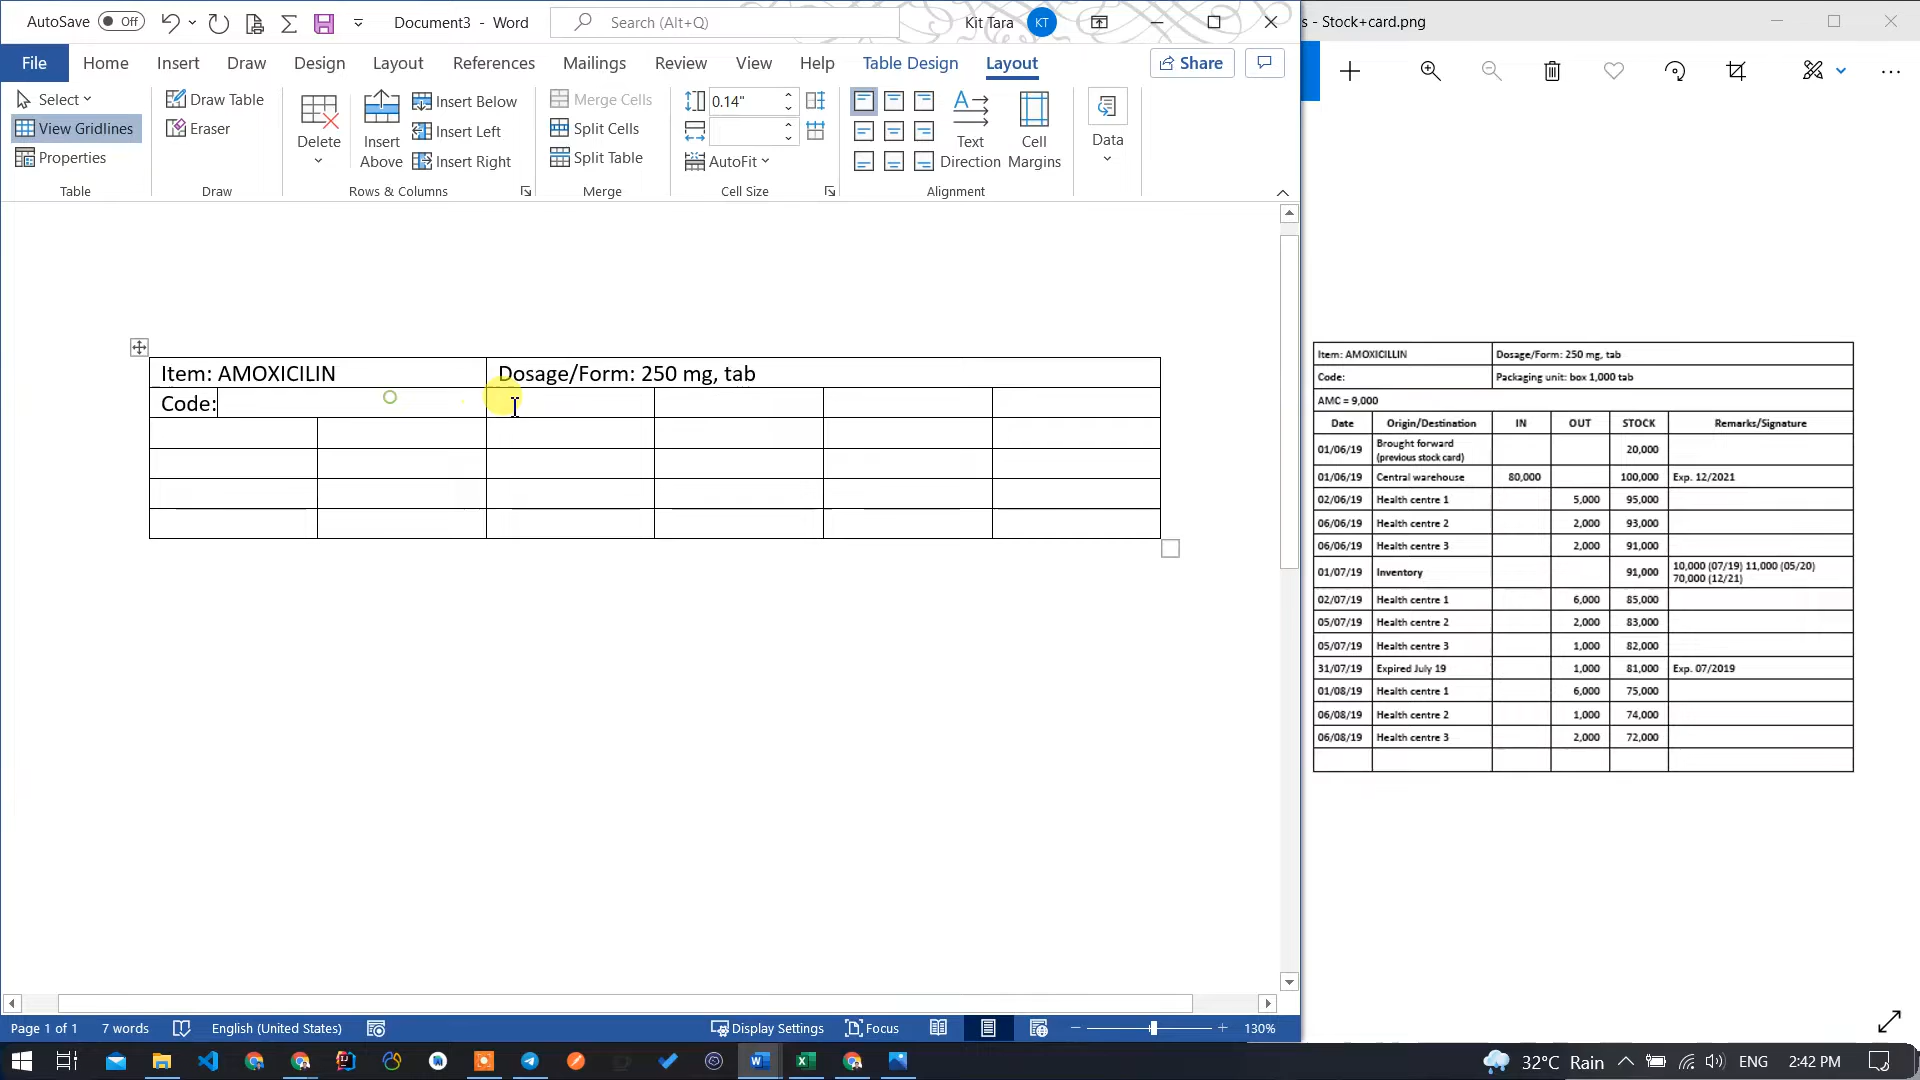 AutoSave Off Document3 - Word Search (Alt+Q) Kit Tara KT
s - Stock+card.png
File Home Insert Draw Design Layout References Mailings Review View Help Table Design Layout Share
Select
View Gridlines
Properties
Table
Draw Table
Eraser
Draw
Delete
Insert Above
Insert Below
Insert Left
Insert Right
Rows & Columns
Merge Cells
Split Cells
Split Table
Merge
0.14"
AutoFit
Cell Size
Text Direction
Cell Margins
Alignment
Data
Item: AMOXICILIN Dosage/Form: 250 mg, tab
Code:
Item: AMOXICILLIN Dosage/Form: 250 mg, tab
Code: Packaging unit: box 1,000 tab
AMC = 9,000
Date Origin/Destination IN OUT STOCK Remarks/Signature
01/06/19 Brought forward (previous stock card) 20,000
01/06/19 Central warehouse 80,000 100,000 Exp. 12/2021
02/06/19 Health centre 1 5,000 95,000
06/06/19 Health centre 2 2,000 93,000
06/06/19 Health centre 3 2,000 91,000
01/07/19 Inventory 91,000 10,000 (07/19) 11,000 (05/20) 70,000 (12/21)
02/07/19 Health centre 1 6,000 85,000
05/07/19 Health centre 2 2,000 83,000
05/07/19 Health centre 3 1,000 82,000
31/07/19 Expired July 19 1,000 81,000 Exp. 07/2019
01/08/19 Health centre 1 6,000 75,000
06/08/19 Health centre 2 1,000 74,000
06/08/19 Health centre 3 2,000 72,000
Page 1 of 1 7 words English (United States) Display Settings Focus 130%
32°C Rain ENG 2:42 PM